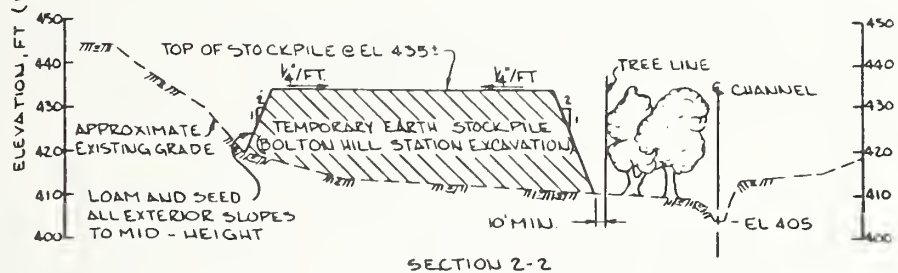 ELEVATION, FT (
450
440
430
420
410
400
TOP OF STOCKPILE @ EL 435±
1/4"/FT.
1/4"/FT
2
1
2
1
TEMPORARY EARTH STOCKPILE
(BOLTON HILL STATION EXCAVATION)
APPROXIMATE
EXISTING GRADE
LOAM AND SEED
ALL EXTERIOR SLOPES
TO MID - HEIGHT
TREE LINE
CHANNEL
10' MIN.
EL 405
450
440
430
420
410
400
SECTION 2-2